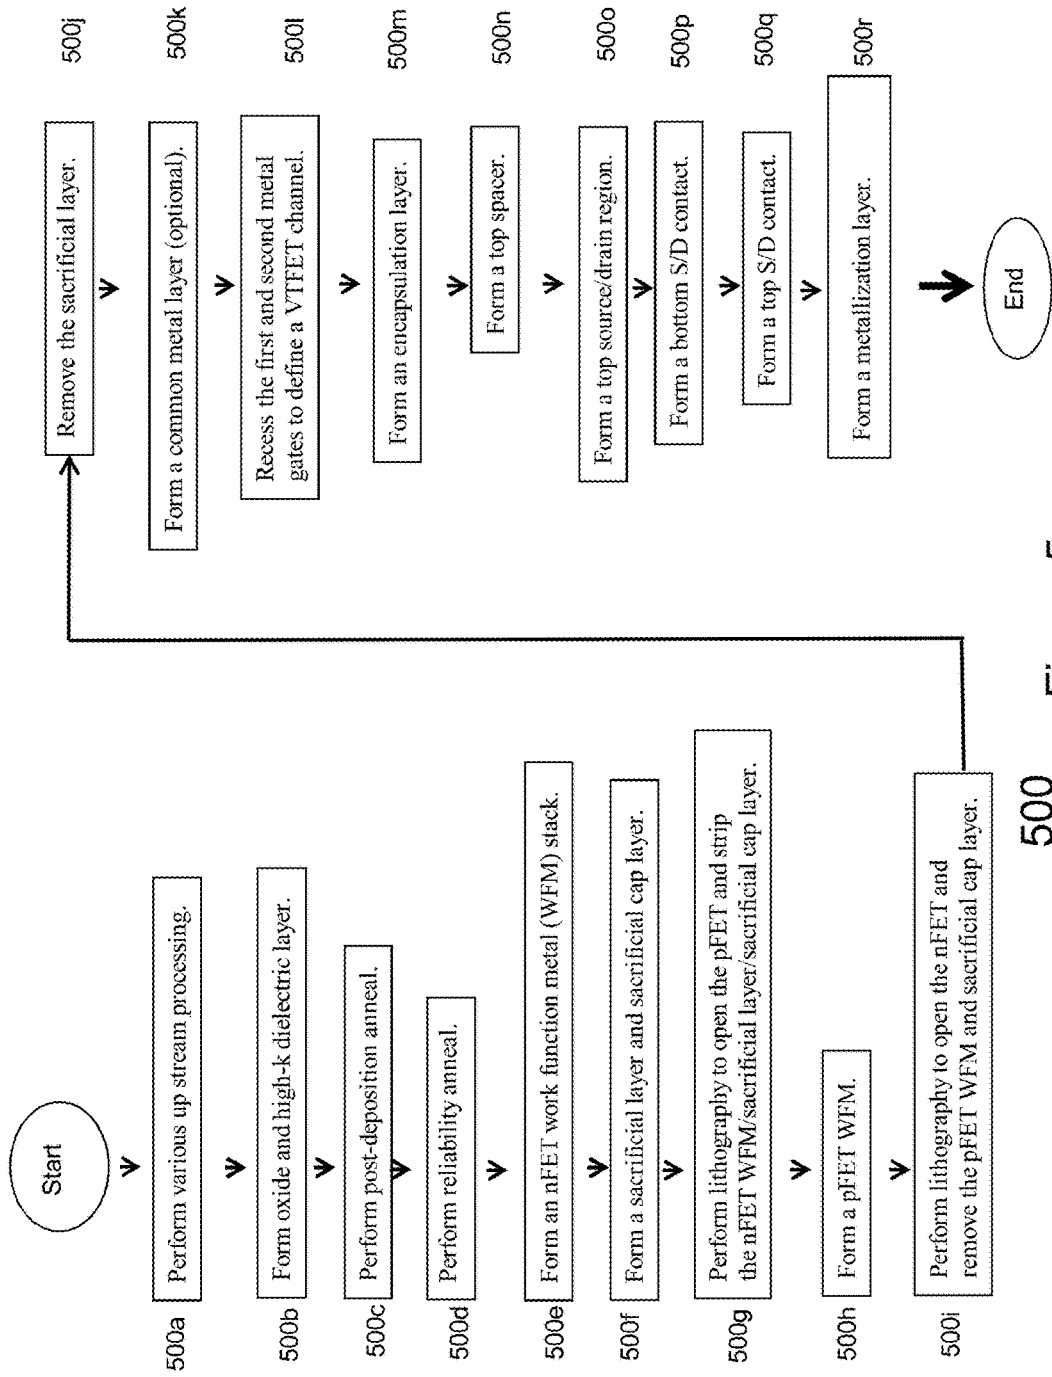 Start
500a
Perform various up stream processing.
500b
Form oxide and high-k dielectric layer.
500c
Perform post-deposition anneal.
500d
Perform reliability anneal.
500e
Form an nFET work function metal (WFM) stack.
500f
Form a sacrificial layer and sacrificial cap layer.
500g
Perform lithography to open the pFET and strip
the nFET WFM/sacrificial layer/sacrificial cap layer.
500h
Form a pFET WFM.
500i
Perform lithography to open the nFET and
remove the pFET WFM and sacrificial cap layer.
Remove the sacrificial layer.
500j
Form a common metal layer (optional).
500k
Recess the first and second metal
gates to define a VTFET channel.
500l
Form an encapsulation layer.
500m
Form a top spacer.
500n
Form a top source/drain region.
500o
Form a bottom S/D contact.
500p
Form a top S/D contact.
500q
Form a metallization layer.
500r
End
500